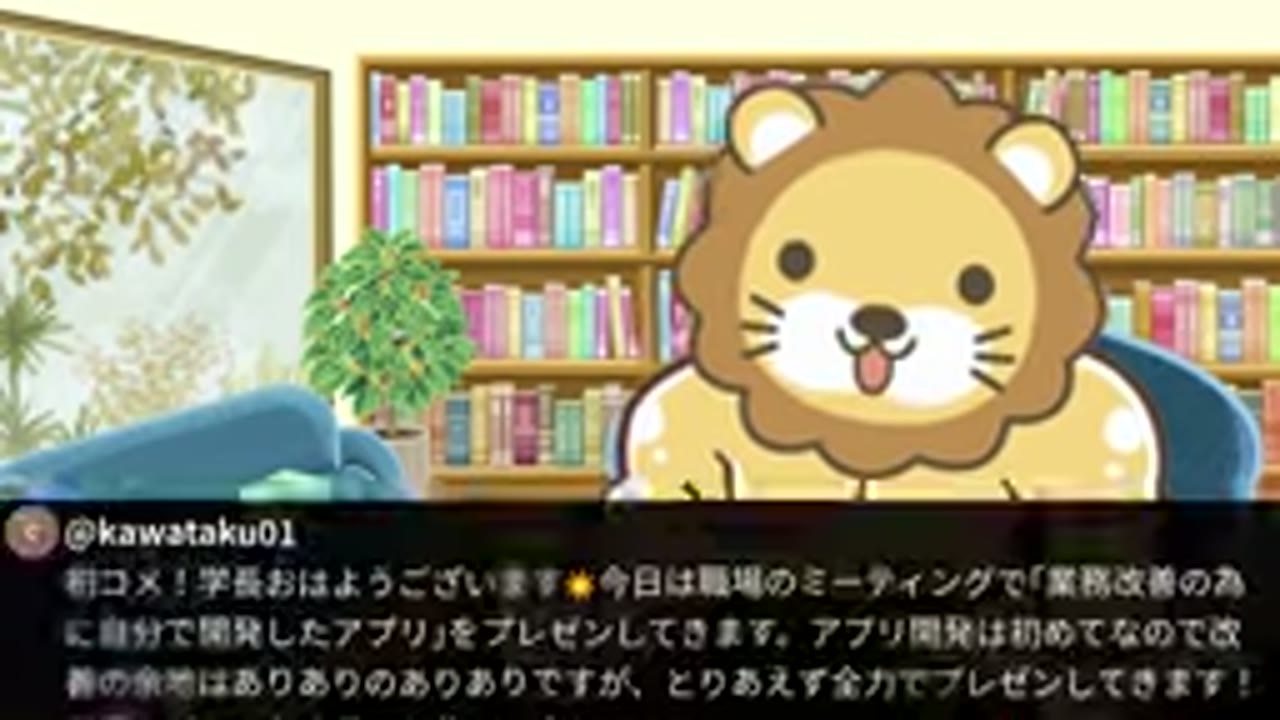 @kawataku01
初コメ！学長おはようございます☀今日は職場のミーティングで「業務改善の為
に自分で開発したアプリ」をプレゼンしてきます。アプリ開発は初めてなので改
善の余地はありありのありありですが、とりあえず全力でプレゼンしてきます！